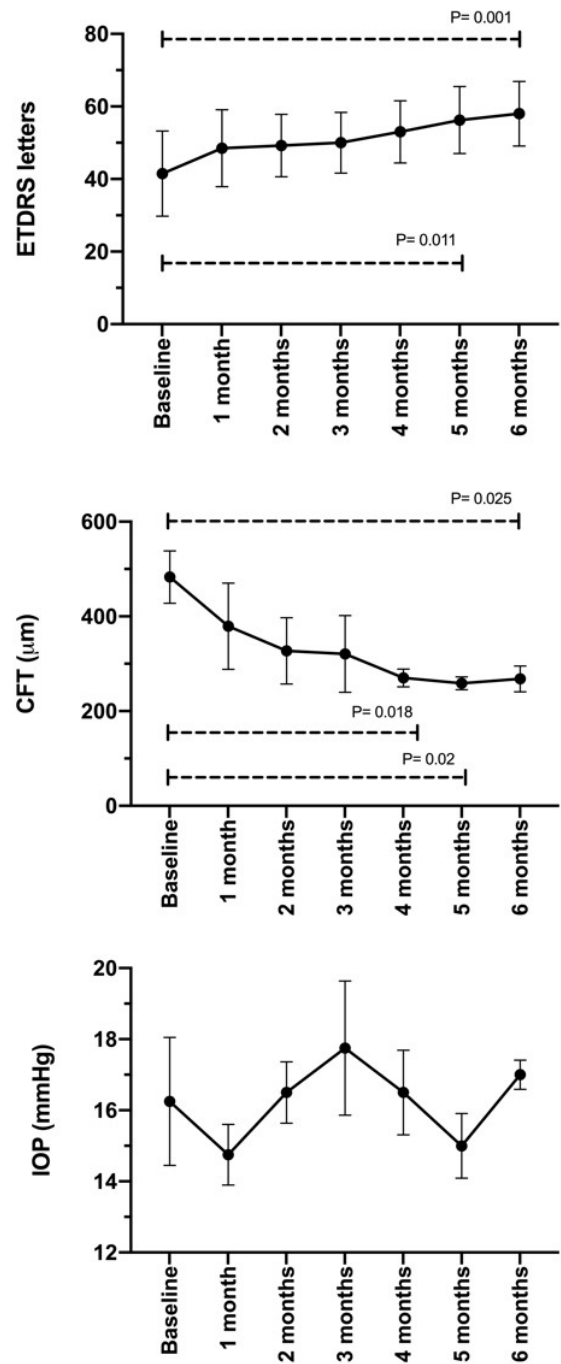 P= 0.001
80
60
40
20
0
ETDRS letters
P= 0.011
Baseline
1 month
2 months
3 months
4 months
5 months
6 months
P= 0.025
600
400
200
0
CFT (μm)
P= 0.018
P= 0.02
Baseline
1 month
2 months
3 months
4 months
5 months
6 months
20
18
16
14
12
IOP (mmHg)
Baseline
1 month
2 months
3 months
4 months
5 months
6 months